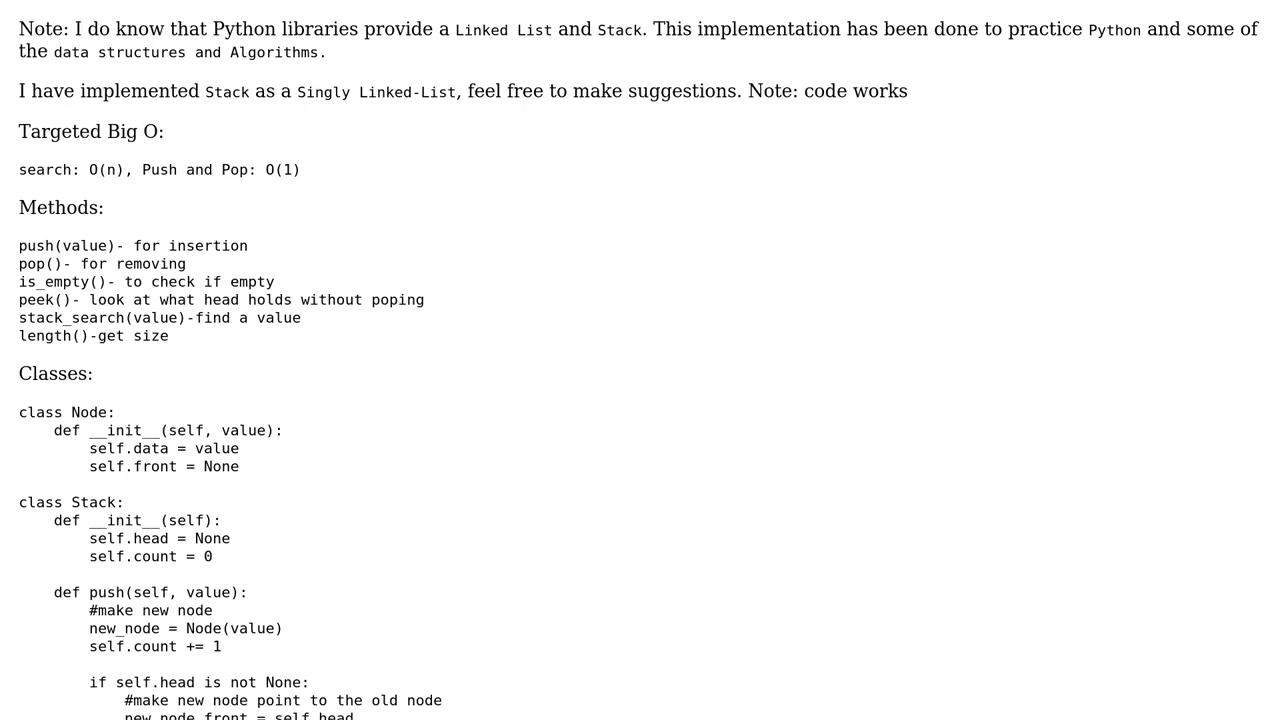 Note: I do know that Python libraries provide a Linked List and Stack. This implementation has been done to practice Python and some of
the data structures and Algorithms.
I have implemented Stack as a Singly Linked-List, feel free to make suggestions. Note: code works
Targeted Big O:
search: O(n), Push and Pop: O(1)
Methods:
push(value)- for insertion
pop()- for removing
is_empty()- to check if empty
peek()- look at what head holds without poping
stack_search(value)-find a value
length()-get size
Classes:
class Node:
    def __init__(self, value):
        self.data = value
        self.front = None
class Stack:
    def __init__(self):
        self.head = None
        self.count = 0
    def push(self, value):
        #make new node
        new_node = Node(value)
        self.count += 1
        if self.head is not None:
            #make new node point to the old node
            new_node.front = self.head